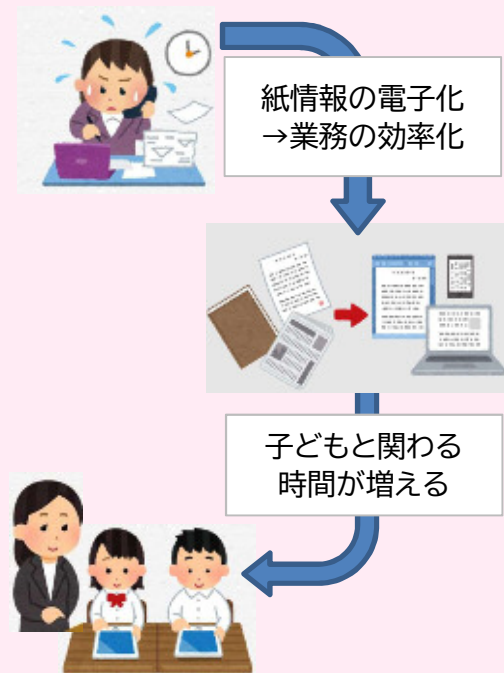 紙情報の電子化
→業務の効率化
子どもと関わる
時間が増える